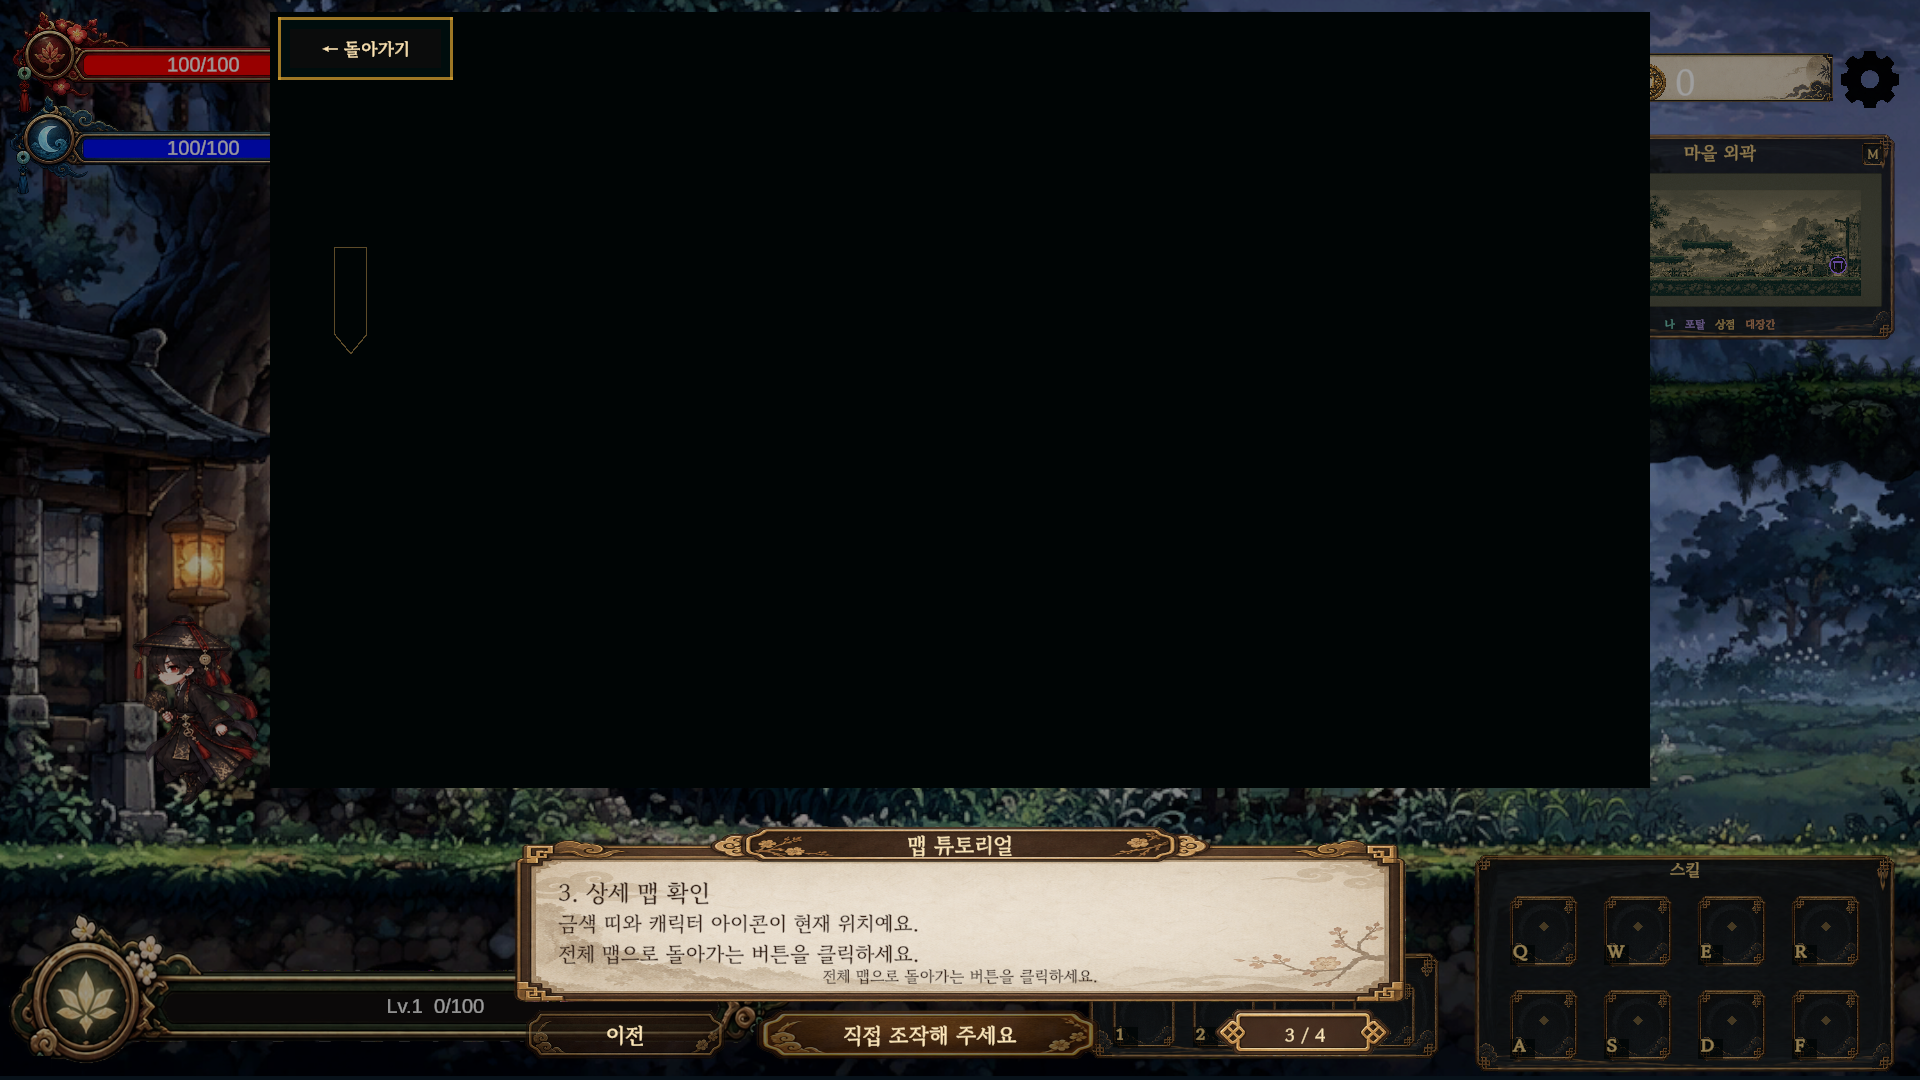 ← 돌아가기
100/100
100/100
0
마을 외곽
M
나 포탈 상점 대장간
맵 튜토리얼
3. 상세 맵 확인
금색 띠와 캐릭터 아이콘이 현재 위치예요.
전체 맵으로 돌아가는 버튼을 클릭하세요.
전체 맵으로 돌아가는 버튼을 클릭하세요.
Lv.1 0/100
이전
직접 조작해 주세요
1
2
3 / 4
스킬
Q W E R
A S D F